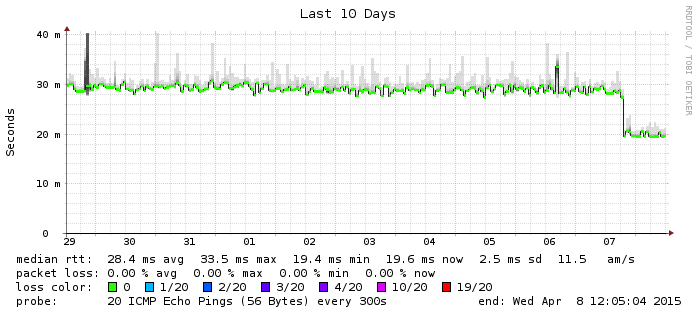 Last 10 Days
RRDTOOL / TOBI OETIKER
Seconds
40 m
30 m
20 m
10 m
0
29 30 31 01 02 03 04 05 06 07
median rtt: 28.4 ms avg 33.5 ms max 19.4 ms min 19.6 ms now 2.5 ms sd 11.5 am/s
packet loss: 0.00 % avg 0.00 % max 0.00 % min 0.00 % now
loss color: 0 1/20 2/20 3/20 4/20 10/20 19/20
probe: 20 ICMP Echo Pings (56 Bytes) every 300s end: Wed Apr 8 12:05:04 2015